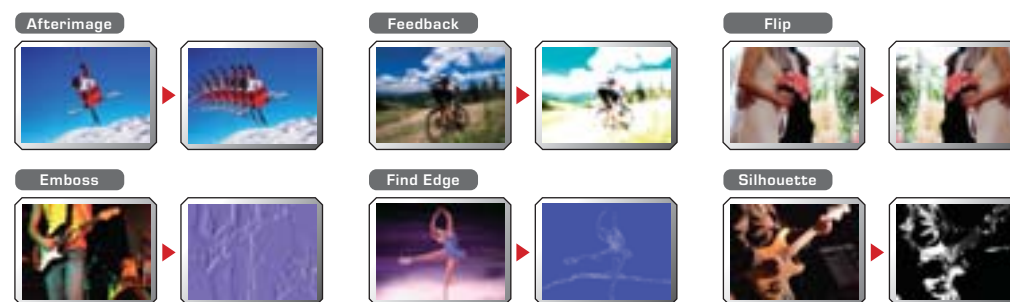 Afterimage
Feedback
Flip
Emboss
Find Edge
Silhouette